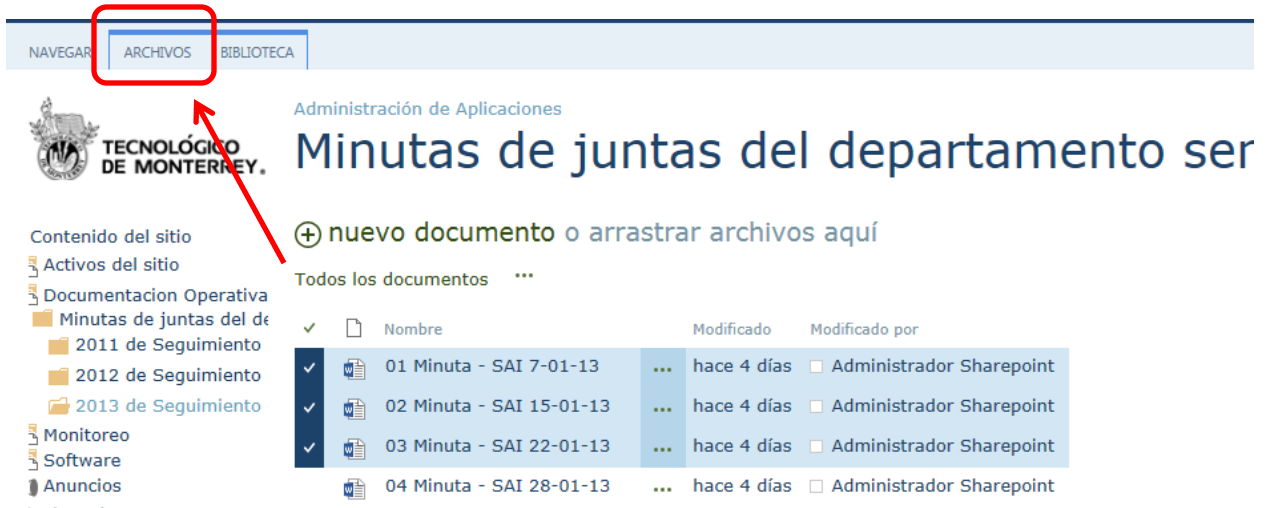 NAVEGAR ARCHIVOS BIBLIOTECA
TECNOLÓGICO
DE MONTERREY.
Administración de Aplicaciones
Minutas de juntas del departamento ser
nuevo documento o arrastrar archivos aquí
Todos los documentos ...
Contenido del sitio
Activos del sitio
Documentacion Operativa
Minutas de juntas del de
2011 de Seguimiento
2012 de Seguimiento
2013 de Seguimiento
Monitoreo
Software
Anuncios
Nombre Modificado Modificado por
01 Minuta - SAI 7-01-13 ... hace 4 días Administrador Sharepoint
02 Minuta - SAI 15-01-13 ... hace 4 días Administrador Sharepoint
03 Minuta - SAI 22-01-13 ... hace 4 días Administrador Sharepoint
04 Minuta - SAI 28-01-13 ... hace 4 días Administrador Sharepoint